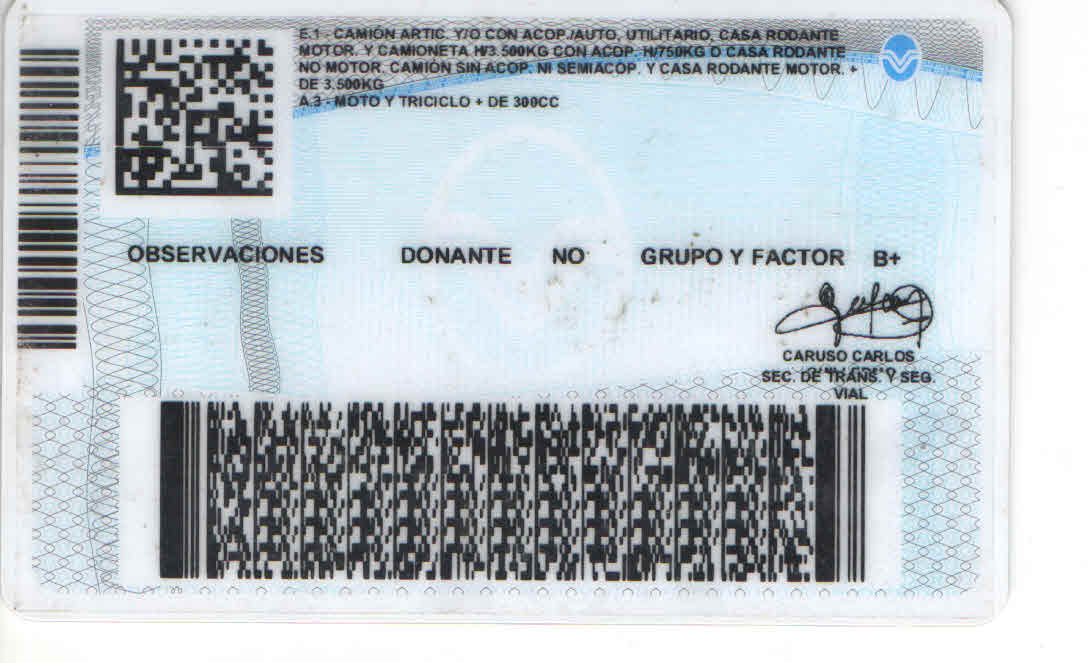 E.1 - CAMIÓN ARTIC. Y/O CON ACOP./AUTO, UTILITARIO, CASA RODANTE
MOTOR. Y CAMIONETA H/3.500KG CON ACOP. H/750KG O CASA RODANTE
NO MOTOR, CAMIÓN SIN ACOP. NI SEMIACOP. Y CASA RODANTE MOTOR. +
DE 3.500KG
A.3 - MOTO Y TRICICLO + DE 300CC
OBSERVACIONES DONANTE NO GRUPO Y FACTOR B+
CARUSO CARLOS
SEC. DE TRANS. Y SEG.
VIAL